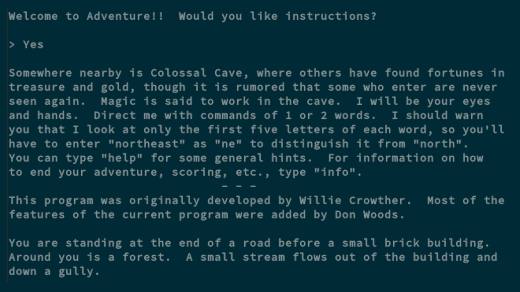 Welcome to Adventure!!  Would you like instructions?
> Yes
Somewhere nearby is Colossal Cave, where others have found fortunes in
treasure and gold, though it is rumored that some who enter are never
seen again.  Magic is said to work in the cave.  I will be your eyes
and hands.  Direct me with commands of 1 or 2 words.  I should warn
you that I look at only the first five letters of each word, so you'll
have to enter "northeast" as "ne" to distinguish it from "north".
You can type "help" for some general hints.  For information on how
to end your adventure, scoring, etc., type "info".
- - -
This program was originally developed by Willie Crowther.  Most of the
features of the current program were added by Don Woods.
You are standing at the end of a road before a small brick building.
Around you is a forest.  A small stream flows out of the building and
down a gully.